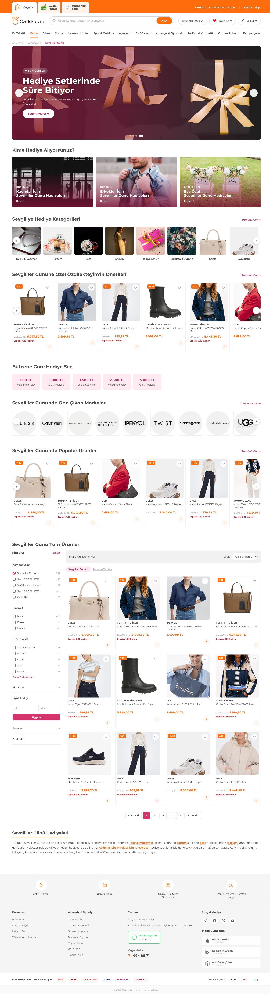 Mağaza
Gusto
Market
Kurbanlık
Satışı
1.499 TL ve Üzeri Ücretsiz Kargo
|
Sipariş Takip
Özdilekteyim
Ürün, kategori veya marka arayınız
ARA
Giriş Yap | Üye Ol
Favorilerim
Sepetim
Ev Tekstili
Kadın
Erkek
Çocuk
Lisanslı Ürünler
Spor & Outdoor
Ayakkabı
Ev & Yaşam
Kırtasiye & Oyuncak
Parfüm & Kozmetik
Özdilek Lokum
Kampanyalar
Ana Sayfa
Kampanyalar
Sevgililer Günü
❤ SON GÜNLER
Hediye Setlerinde
Süre Bitiyor
14 Şubat'a özel hediye setlerini kaçırmayın, kısa süreli
fırsatlarla.
Setleri Keşfet →
Kime Hediye Alıyorsunuz?
ONA ÖZEL
Kadınlar İçin
Sevgililer Günü Hediyeleri
Keşfet →
ONA ÖZEL
Erkekler İçin
Sevgililer Günü Hediyeleri
Keşfet →
ÇİFTLERE ÖZEL
Eşe Özel
Sevgililer Günü Hediyeleri
Keşfet →
Sevgiliye Hediye Kategorileri
Tümünü Gör →
Takı & Mücevher
Parfüm
Saat
İç Giyim
Hediye Setleri
Çikolata & Sürpriz
Çanta
Ayakkabı
Sevgililer Gününe Özel Özdilekteyim'in Önerileri
Tümünü Gör →
%30
TOMMY HİLFİGER
El Çantası AW0AW18122R07
Kahve
8.919,00 TL 6.243,30 TL
Sepette %30 İndirim
+
İPEKYOL
Kadın Gömlek IW6250025096
Lacivert
2.499,99 TL
+
%30
ONLY
Kadın Kazak 15233173 Beyaz
1.399,99 TL 979,99 TL
Sepette %30 İndirim
+
YENİ
CALVİN KLEİN JEANS
Mid Rainboot Runner Bot Siyah
5.999,00 TL
+
%30
TOMMY HİLFİGER
Kadın Ceket WW0WW47998
Mavi
12.069,00 TL 8.448,30 TL
Sepette %30 İndirim
+
UCB
Kadın Çapraz Çanta Siy
2.688,00 TL
Bütçene Göre Hediye Seç
500 TL
ve altı hediyeler
1.000 TL
ve altı hediyeler
1.500 TL
ve altı hediyeler
2.500 TL
ve altı hediyeler
5.000 TL
ve altı hediyeler
Sevgililer Gününde Öne Çıkan Markalar
Tüm Markalar →
UESS
Calvin Klein
TOMMY HILFIGER
UNITED COLORS
OF BENETTON.
IPEKYOL
TWIST
Samsonite
Calvin Klein Jeans
UGG
australia
Sevgililer Gününde Popüler Ürünler
Tümünü Gör →
%30
GUESS
Dita El Çantası Kahverengi
9.200,00 TL 6.440,00 TL
Sepette %30 İndirim
+
%30
TOMMY HİLFİGER
El Çantası AW0AW18122R07
Kahve
8.919,00 TL 6.243,30 TL
Sepette %30 İndirim
+
UCB
Kadın Çapraz Çanta Siyah
2.688,00 TL
+
YENİ
GUESS
Kadın Ayakkabı FL7MIC Beyaz
7.200,00 TL 5.040,00 TL
+
%30
ONLY
Kadın Kazak 15233173 Beyaz
1.399,99 TL 979,99 TL
Sepette %30 İndirim
+
%30
TOMMY JEANS
Kadın Tişört DW0DW2
Lacivert
2.199,00 TL 1.539,30 T
Sepette %30 İndirim
Sevgililer Günü Tüm Ürünler
Filtreler
Temizle
Kampanyalar
Sevgililer Günü 842
%50 İndirim Fırsatı 214
%40 İndirim Fırsatı 187
%30 İndirim Fırsatı 329
2 Al 1 Öde 56
Cinsiyet
Kadın 486
Erkek 231
Unisex 125
Ürün Çeşidi
Takı & Mücevher 168
Parfüm 142
Çanta 96
Saat 74
İç Giyim 63
Daha Fazla Göster +
Markalar +
Fiyat Aralığı
Min - Max
Uygula
Renkler +
Bedenler +
842 ürün listeleniyor
Sırala
Akıllı Sıralama
Sevgililer Günü
Tümünü Temizle
%30
GUESS
Dita El Çantası Kahverengi
9.200,00 TL 6.440,00 TL
Sepette %30 İndirim
+
%30
TOMMY HİLFİGER
Kadın Ceket WW0WW47998 Mavi
12.069,00 TL 8.448,30 TL
Sepette %30 İndirim
+
İPEKYOL
Kadın Gömlek IW6250025096
Lacivert
2.499,99 TL
+
%30
TOMMY HİLFİGER
El Çantası AW0AW18122R07 Kahve
8.919,00 TL 6.243,30 TL
Sepette %30 İndirim
+
%30
ONLY
Kadın Tişört 15368322 Beyaz
849,99 TL 594,99 TL
Sepette %30 İndirim
+
YENİ
CALVİN KLEİN JEANS
Mid Rainboot Runner Bot Siyah
5.999,00 TL
+
benetton
UCB
Kadın Çanta BNT_1102 Lacivert
2.488,00 TL
+
%30
TOMMY JEANS
Kadın Ceket DW0DW22055 Mavi
7.349,00 TL 5.144,30 TL
Sepette %30 İndirim
+
%20
SKECHERS
Skech Lite Pro Slip Ins Lacivert
4.999,00 TL 3.999,20 TL
Sepette %20 İndirim
+
%30
ONLY
Kadın Kazak 15233173 Beyaz
1.399,99 TL 979,99 TL
Sepette %30 İndirim
+
YENİ
GUESS
Kadın Ayakkabı FL7MIC Beyaz
7.200,00 TL 5.040,00 TL
+
%30
ONLY
Kadın Ceket 15361428 Taş
3.499,99 TL 2.449,99 TL
Sepette %30 İndirim
+
‹ Önceki
1
2
3
...
24
Sonraki ›
Sevgililer Günü Hediyeleri
14 Şubat Sevgililer Günü'nde sevdiklerinizi mutlu edecek özel hediyeler Özdilekteyim'de. Takı ve mücevher seçeneklerinden parfüm setlerine, saat modellerinden iç giyim ürünlerine kadar
geniş ürün yelpazesinde sevgiliye en güzel hediyeyi bulabilirsiniz. Kadınlar için, erkekler için ve eşe özel hediye seçkilerimizle herkese uygun bir armağan var. Guess, Calvin Klein, Tommy
Hilfiger gibi seçkin markaların ürünlerinde Sevgililer Günü'ne özel %50'ye varan indirim fırsatlarını kaçırmayın.
Gel-Al Hizmeti
Ücretsiz İade
Özdilek Kalite ve
Güvencesi
1.499 TL ve Üzeri Ücretsiz
Kargo
Kurumsal
Hakkında
İletişim Bilgileri
İletişim Formu
Tüm Mağazalarımız
Alışveriş & Sipariş
İşlem Rehberi
Ödeme Seçenekleri
Güvenli Alışveriş
Teslimat Koşulları
Cayma Hakkı
Ürün İade
Sipariş Takip
Yardım
Sıkça Sorulan Sorular
Kişisel Verilerin İşlenmesine İlişkin Aydınlatma Metni
Whatsapp'tan
Bize Yazın
Çağrı Merkezi
444 88 71
Sosyal Medya
Mobil Uygulama
App Store'dan
İndirebilirsiniz
Google Play'den
İndirebilirsiniz
AppGallery'den
İndirebilirsiniz
Özdilekteyim'de Taksit Avantajları
Paraf
World
bonus card
Axess
maximum
bankkart
Güvenli Alışveriş
VISA
MC
troy
© 2026 Özdilekteyim. Tüm hakları saklıdır.